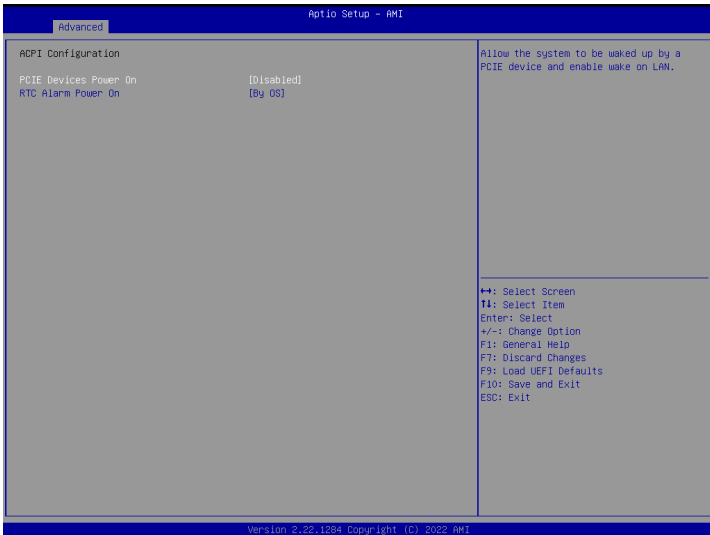 Aptio Setup - AMI
Advanced
ACPI Configuration
PCIE Devices Power On [Disabled]
RTC Alarm Power On [By OS]
Allow the system to be waked up by a
PCIE device and enable wake on LAN.
↔: Select Screen
↑↓: Select Item
Enter: Select
+/-: Change Option
F1: General Help
F7: Discard Changes
F9: Load UEFI Defaults
F10: Save and Exit
ESC: Exit
Version 2.22.1284 Copyright (C) 2022 AMI